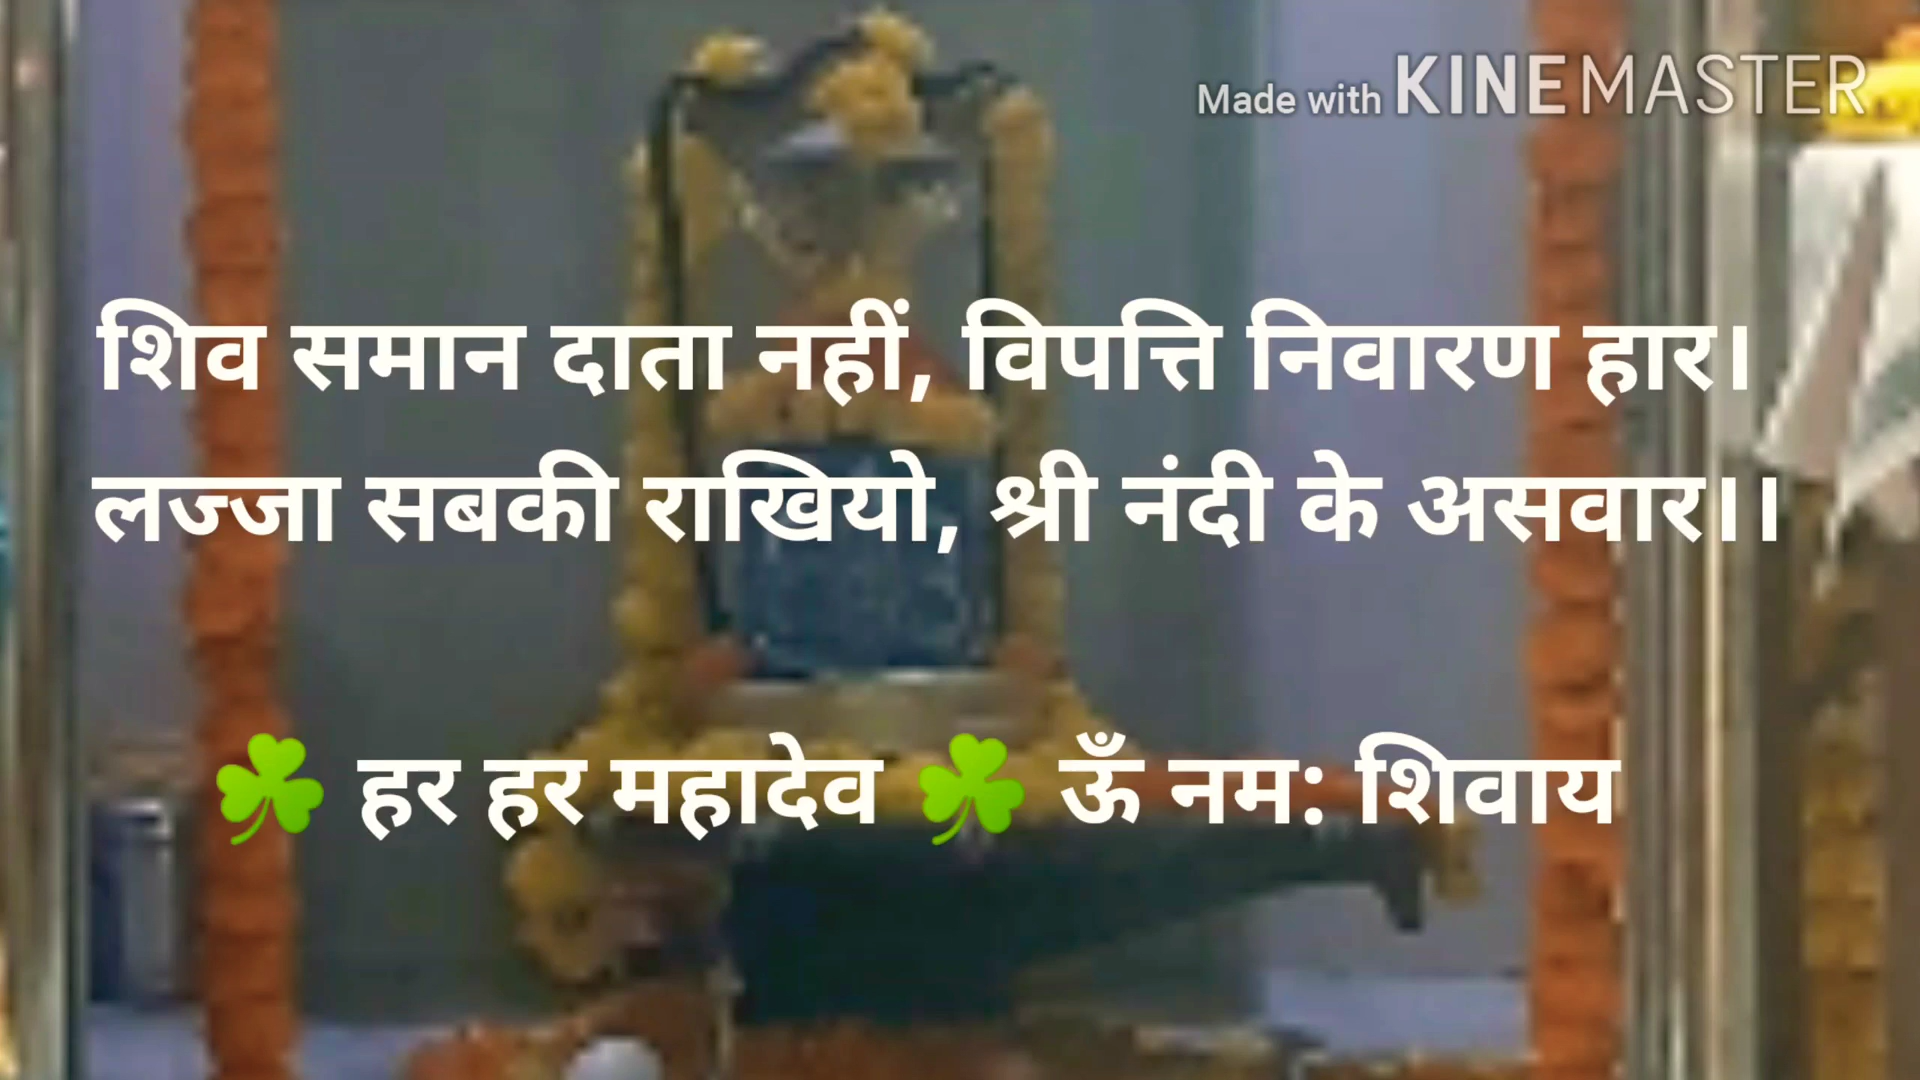 Made with KINEMASTER
शिव समान दाता नहीं, विपत्ति निवारण हार।
लज्जा सबकी राखियो, श्री नंदी के असवार।।
☘ हर हर महादेव ☘ ऊँ नम: शिवाय